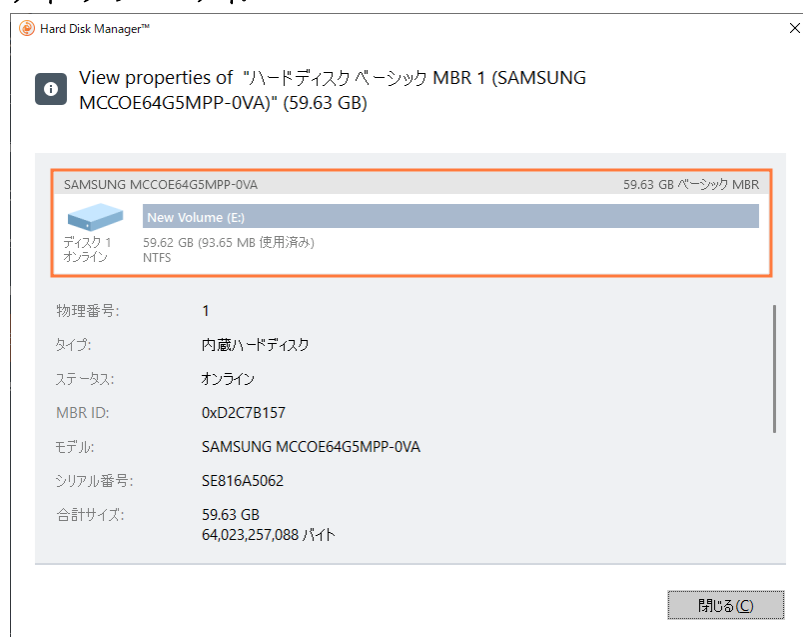 Hard Disk Manager™
View properties of "ハードディスク ベーシック MBR 1 (SAMSUNG
MCCOE64G5MPP-0VA)" (59.63 GB)
SAMSUNG MCCOE64G5MPP-0VA 59.63 GB ベーシック MBR
New Volume (E:)
ディスク 1 59.62 GB (93.65 MB 使用済み)
オンライン NTFS
物理番号: 1
タイプ: 内蔵ハードディスク
ステータス: オンライン
MBR ID: 0xD2C7B157
モデル: SAMSUNG MCCOE64G5MPP-0VA
シリアル番号: SE816A5062
合計サイズ: 59.63 GB
64,023,257,088 バイト
閉じる(C)